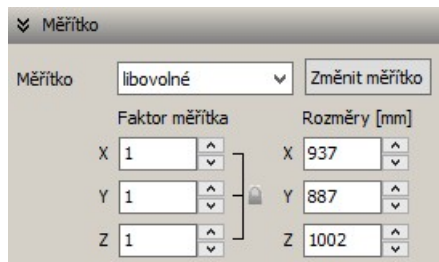 Měřítko
Měřítko libovolné Změnit měřítko
Faktor měřítka Rozměry [mm]
X 1 X 937
Y 1 Y 887
Z 1 Z 1002